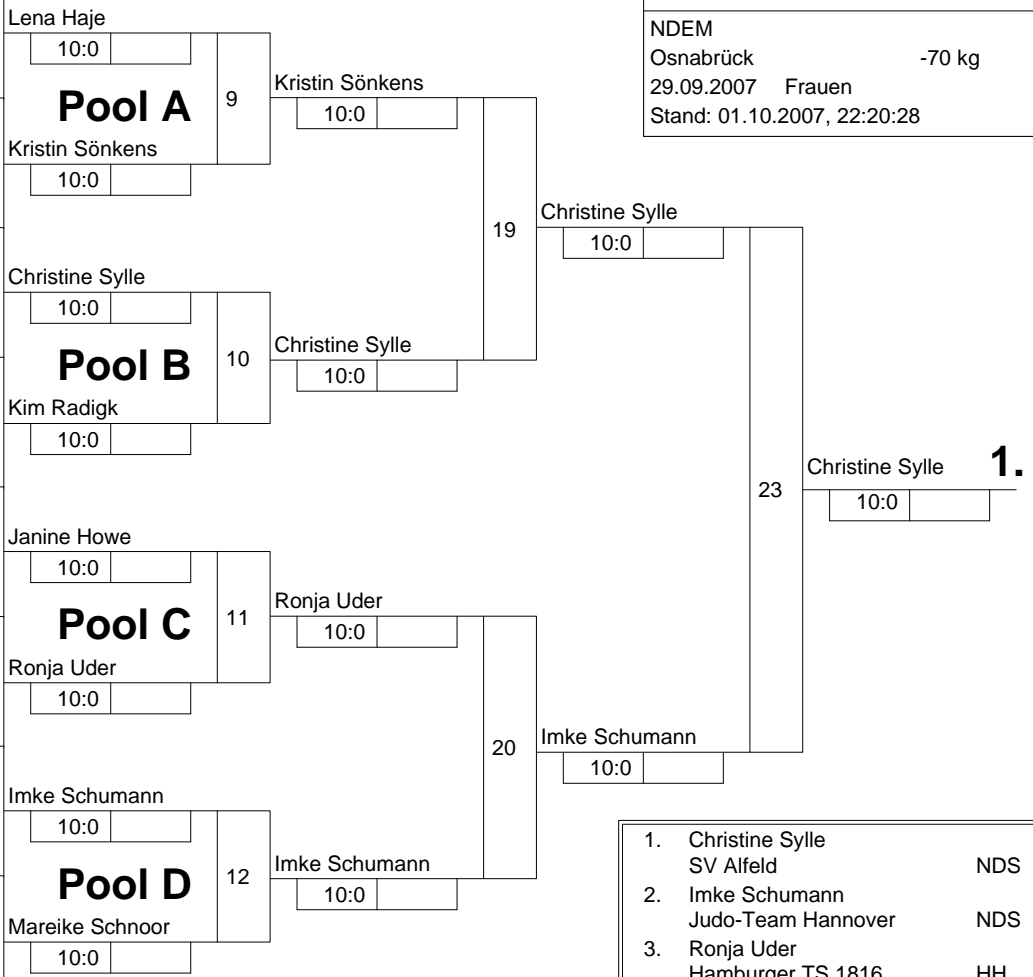 NDEM
Osnabrück -70 kg
29.09.2007 Frauen
Stand: 01.10.2007, 22:20:28
Lena Haje
10:0
Pool A
9
Kristin Sönkens
10:0
Kristin Sönkens
10:0
19
Christine Sylle
10:0
Christine Sylle
10:0
Pool B
10
Christine Sylle
10:0
Kim Radigk
10:0
23
Christine Sylle 1.
10:0
Janine Howe
10:0
Pool C
11
Ronja Uder
10:0
Ronja Uder
10:0
20
Imke Schumann
10:0
Imke Schumann
10:0
Pool D
12
Imke Schumann
10:0
Mareike Schnoor
10:0
1. Christine Sylle
SV Alfeld NDS
2. Imke Schumann
Judo-Team Hannover NDS
3. Ronja Uder
Hamburger TS 1816 HH